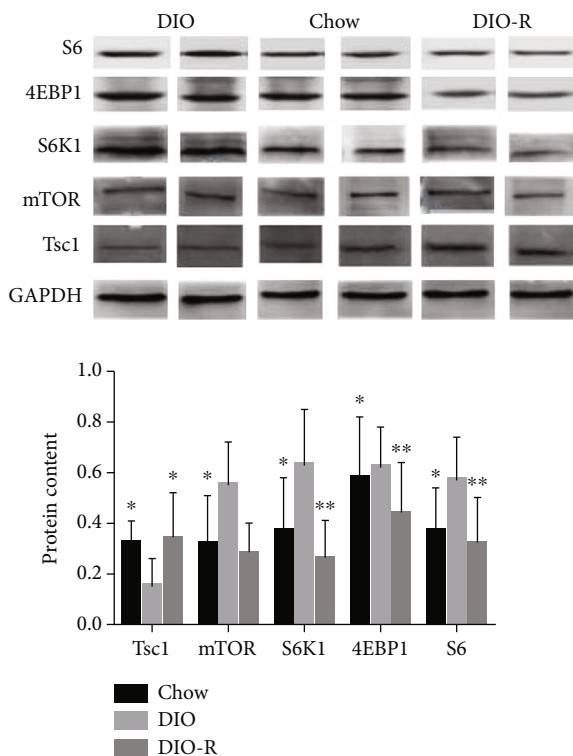 DIO Chow DIO-R
S6
4EBP1
S6K1
mTOR
Tsc1
GAPDH
1.0
0.8
0.6
0.4
0.2
0.0
Protein content
* * * * ** * ** * **
Tsc1 mTOR S6K1 4EBP1 S6
Chow
DIO
DIO-R